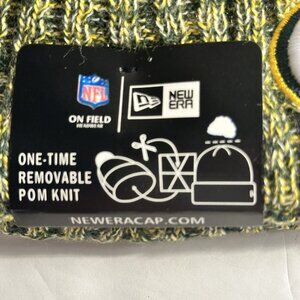 NFL
NEW
ERA
ON FIELD
ONE-TIME
REMOVABLE
POM KNIT
NEWERACAP.COM